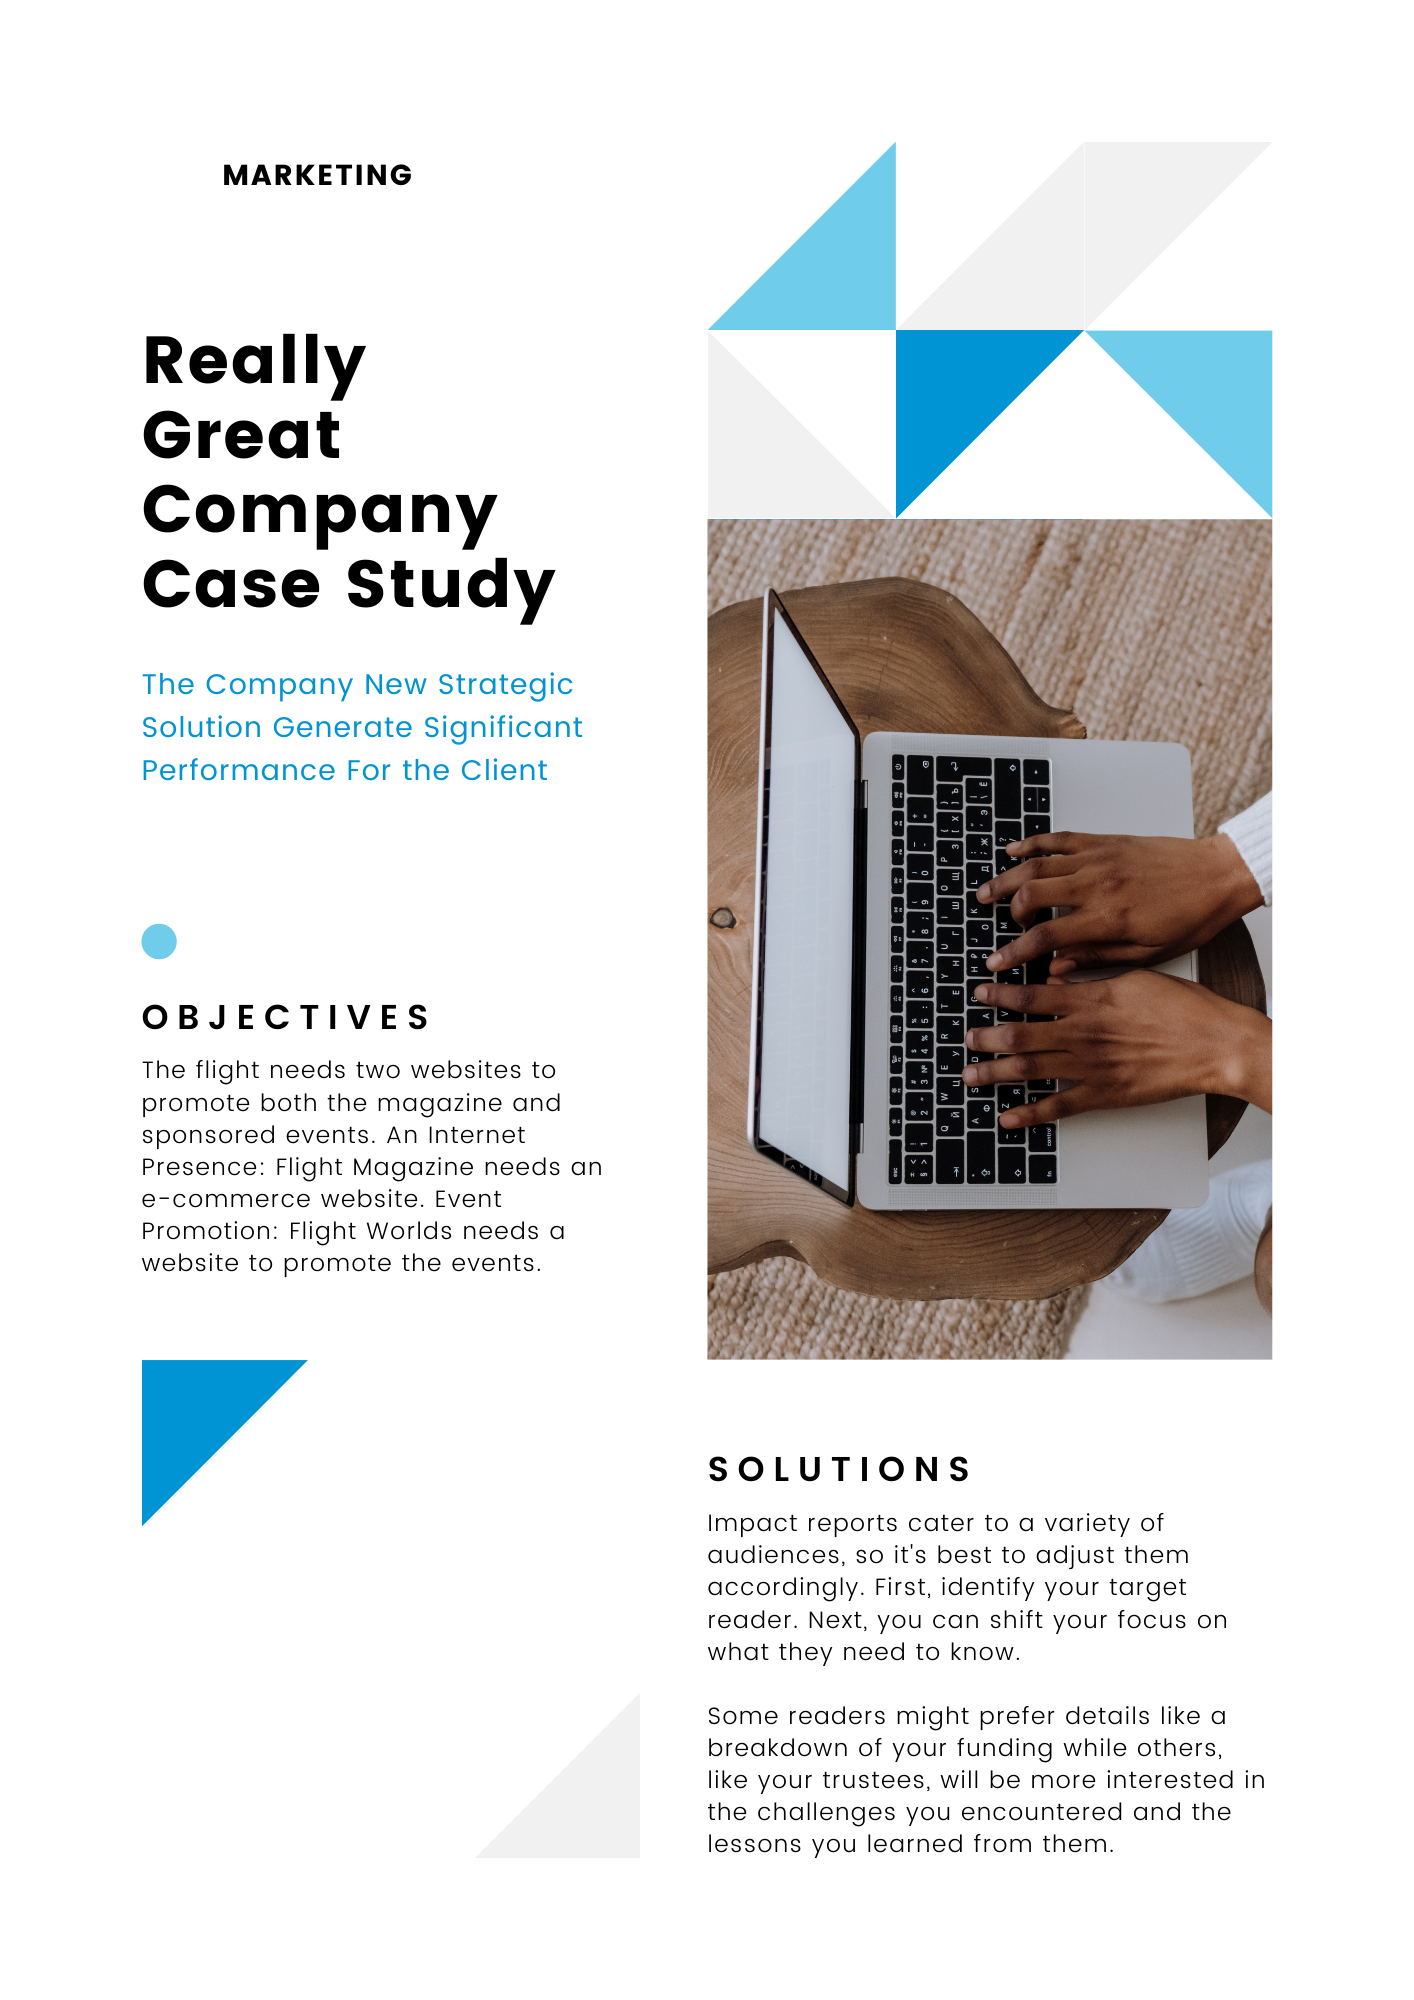 MARKETING
Really
Great
Company
Case Study
The Company New Strategic
Solution Generate Significant
Performance For the Client
OBJECTIVES
The flight needs two websites to
promote both the magazine and
sponsored events. An Internet
Presence: Flight Magazine needs an
e-commerce website. Event
Promotion: Flight Worlds needs a
website to promote the events.
SOLUTIONS
Impact reports cater to a variety of
audiences, so it's best to adjust them
accordingly. First, identify your target
reader. Next, you can shift your focus on
what they need to know.
Some readers might prefer details like a
breakdown of your funding while others,
like your trustees, will be more interested in
the challenges you encountered and the
lessons you learned from them.